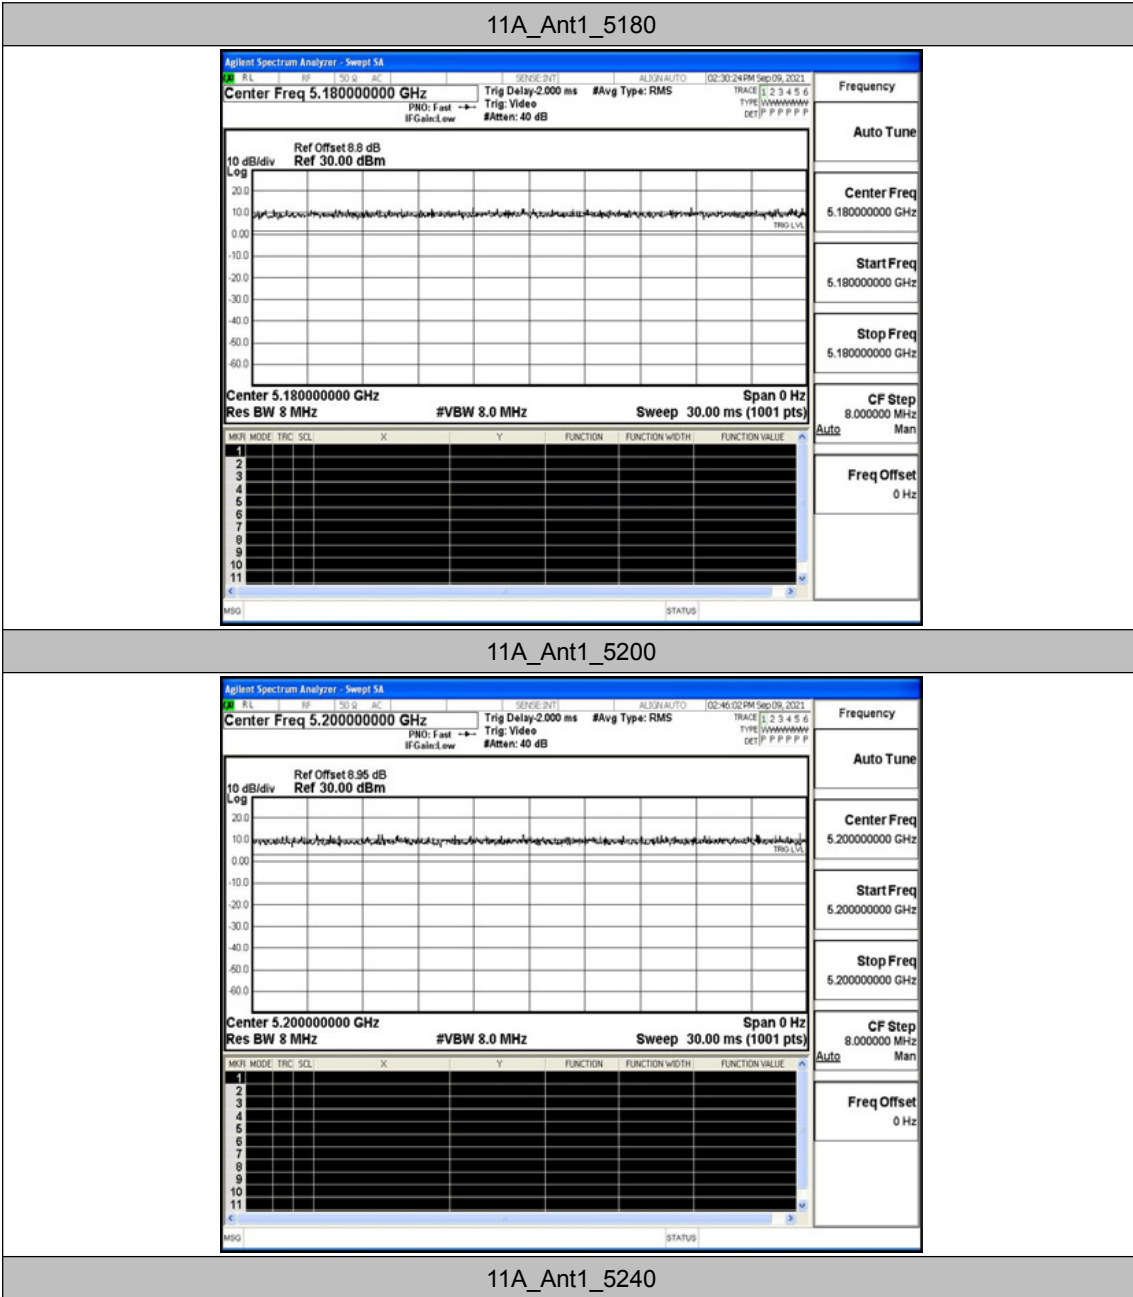 11A_Ant1_5180
Agilent Spectrum Analyzer - Swept SA
RL RF 50 Ω AC SENSE:INT ALIGNAUTO 02:30:24 PM Sep 09, 2021
Center Freq 5.180000000 GHz
PNO: Fast
IFGain:Low
Trig Delay-2.000 ms
Trig: Video
#Atten: 40 dB
#Avg Type: RMS
TRACE 1 2 3 4 5 6
TYPE WWWWWWW
DET P P P P P P
Ref Offset 8.8 dB
10 dB/div Ref 30.00 dBm
Log
20.0
10.0
0.00
TRIG LVL
-10.0
-20.0
-30.0
-40.0
-50.0
-60.0
Center 5.180000000 GHz Span 0 Hz
Res BW 8 MHz #VBW 8.0 MHz Sweep 30.00 ms (1001 pts)
MKR MODE TRC SCL X Y FUNCTION FUNCTION WIDTH FUNCTION VALUE
1
2
3
4
5
6
7
8
9
10
11
MSG STATUS
Frequency
Auto Tune
Center Freq
5.180000000 GHz
Start Freq
5.180000000 GHz
Stop Freq
5.180000000 GHz
CF Step
8.000000 MHz
Auto Man
Freq Offset
0 Hz
11A_Ant1_5200
Agilent Spectrum Analyzer - Swept SA
RL RF 50 Ω AC SENSE:INT ALIGNAUTO 02:46:02 PM Sep 09, 2021
Center Freq 5.200000000 GHz
PNO: Fast
IFGain:Low
Trig Delay-2.000 ms
Trig: Video
#Atten: 40 dB
#Avg Type: RMS
TRACE 1 2 3 4 5 6
TYPE WWWWWWW
DET P P P P P P
Ref Offset 8.95 dB
10 dB/div Ref 30.00 dBm
Log
20.0
10.0
0.00
TRIG LVL
-10.0
-20.0
-30.0
-40.0
-50.0
-60.0
Center 5.200000000 GHz Span 0 Hz
Res BW 8 MHz #VBW 8.0 MHz Sweep 30.00 ms (1001 pts)
MKR MODE TRC SCL X Y FUNCTION FUNCTION WIDTH FUNCTION VALUE
1
2
3
4
5
6
7
8
9
10
11
MSG STATUS
Frequency
Auto Tune
Center Freq
5.200000000 GHz
Start Freq
5.200000000 GHz
Stop Freq
5.200000000 GHz
CF Step
8.000000 MHz
Auto Man
Freq Offset
0 Hz
11A_Ant1_5240